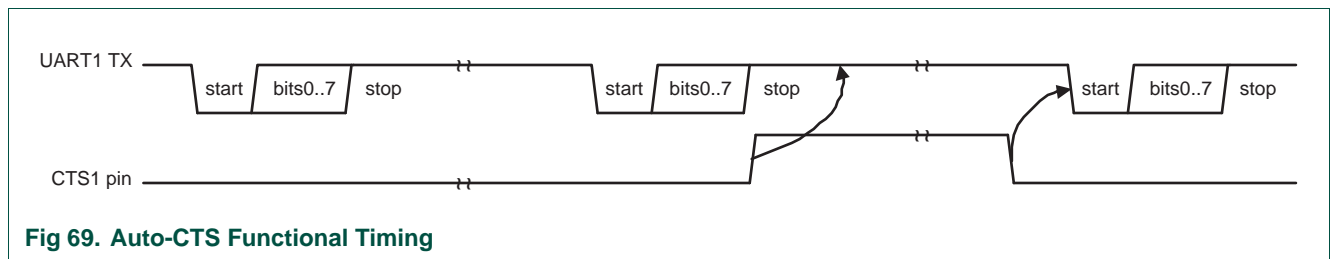 UART1 TX
start bits0..7 stop start bits0..7 stop start bits0..7 stop
CTS1 pin
Fig 69. Auto-CTS Functional Timing